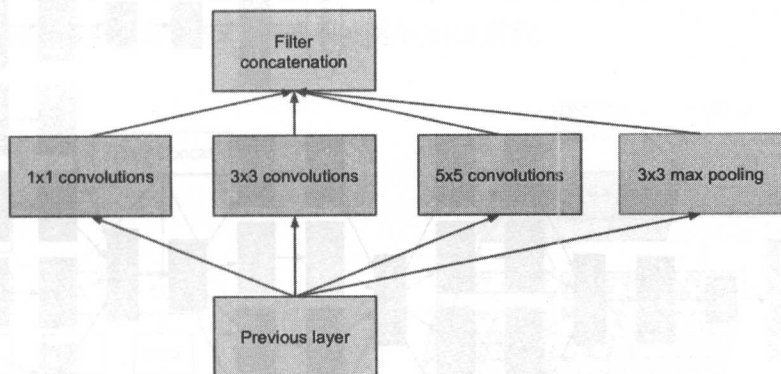 Filter
concatenation
1x1 convolutions
3x3 convolutions
5x5 convolutions
3x3 max pooling
Previous layer